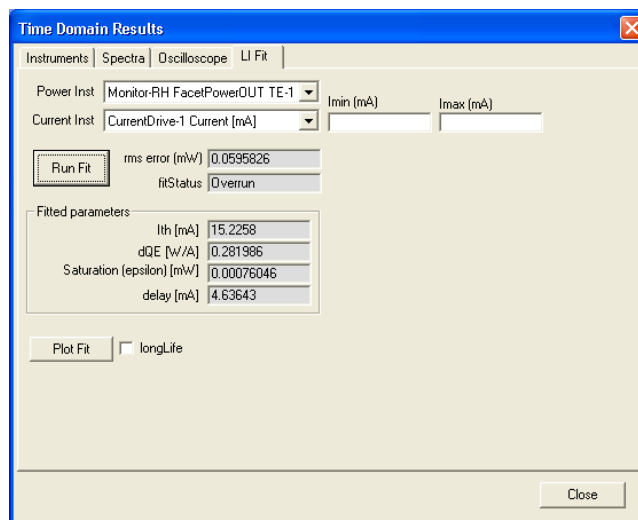 Time Domain Results
Instruments Spectra Oscilloscope LI Fit
Power Inst Monitor-RH FacetPowerOUT TE-1
Imin (mA) Imax (mA)
Current Inst CurrentDrive-1 Current [mA]
Run Fit
rms error (mW) 0.0595826
fitStatus Overrun
Fitted parameters
Ith [mA] 15.2258
dQE [W/A] 0.281986
Saturation (epsilon) [mW] 0.00076046
delay [mA] 4.63643
Plot Fit longLife
Close